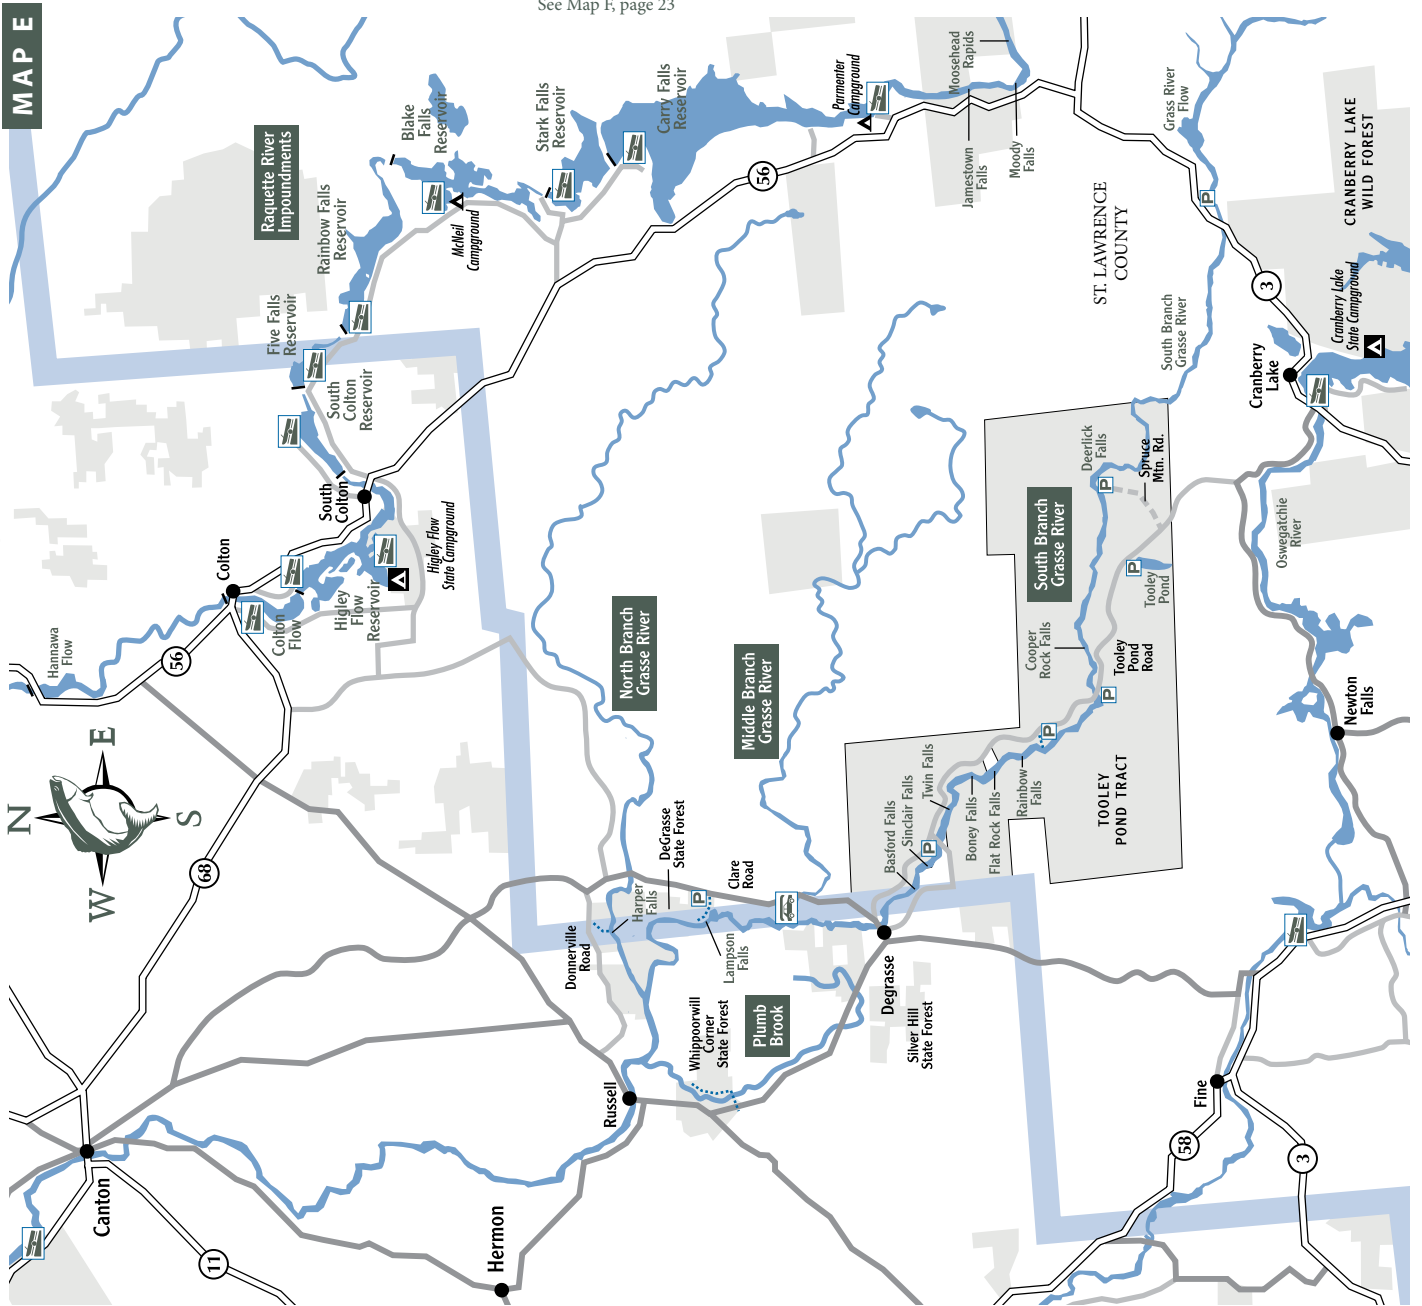 See Map F, page 23
MAP E
Raquette River
Impoundments
Blake
Falls
Reservoir
Stark Falls
Reservoir
Carry Falls
Reservoir
Parmenter
Campground
Moosehead
Rapids
Grass River
Flow
CRANBERRY LAKE
WILD FOREST
Rainbow Falls
Reservoir
McNeil
Campground
56
Jamestown
Falls
Moody
Falls
P
ST. LAWRENCE
COUNTY
Five Falls
Reservoir
3
South Branch
Grasse River
Cranberry Lake
State Campground
Cranberry
Lake
South
Colton
Reservoir
South
Colton
Higley Flow
State Campground
Deerlick
Falls
Spruce
Mtn. Rd.
P
South Branch
Grasse River
Oswegatchie
River
Colton
Colton
Flow
Higley
Flow
Reservoir
P
Tooley
Pond
Hannawa
Flow
56
North Branch
Grasse River
Middle Branch
Grasse River
Cooper
Rock Falls
Tooley
Pond
Road
P
P
Newton
Falls
N
E
S
W
Basford Falls
Sinclair Falls
Twin Falls
Boney Falls
Flat Rock Falls
Rainbow
Falls
TOOLEY
POND TRACT
P
68
DeGrasse
State Forest
Clare
Road
Harper
Falls
P
Donnerville
Road
Lampson
Falls
Degrasse
Whippoorwill
Corner
State Forest
Plumb
Brook
Silver Hill
State Forest
Russell
Fine
58
3
Canton
11
Hermon